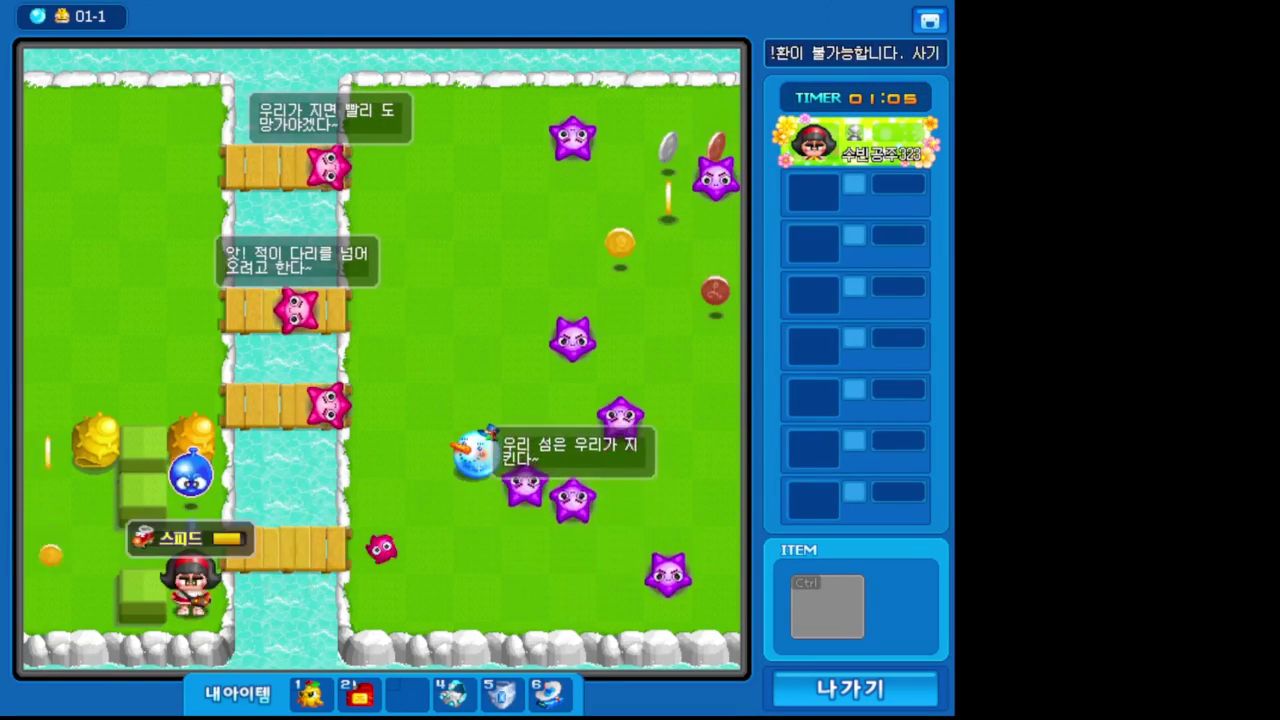 01-1
!환이 불가능합니다. 사기
TIMER 01:05
수빈공주023
우리가 지면 빨리 도
망가야겠다~
앗! 적이 다리를 넘어
오려고 한다~
우리 섬은 우리가 지
킨다~
스피드
ITEM
Ctrl
내아이템
1
2
4
5
6
나가기